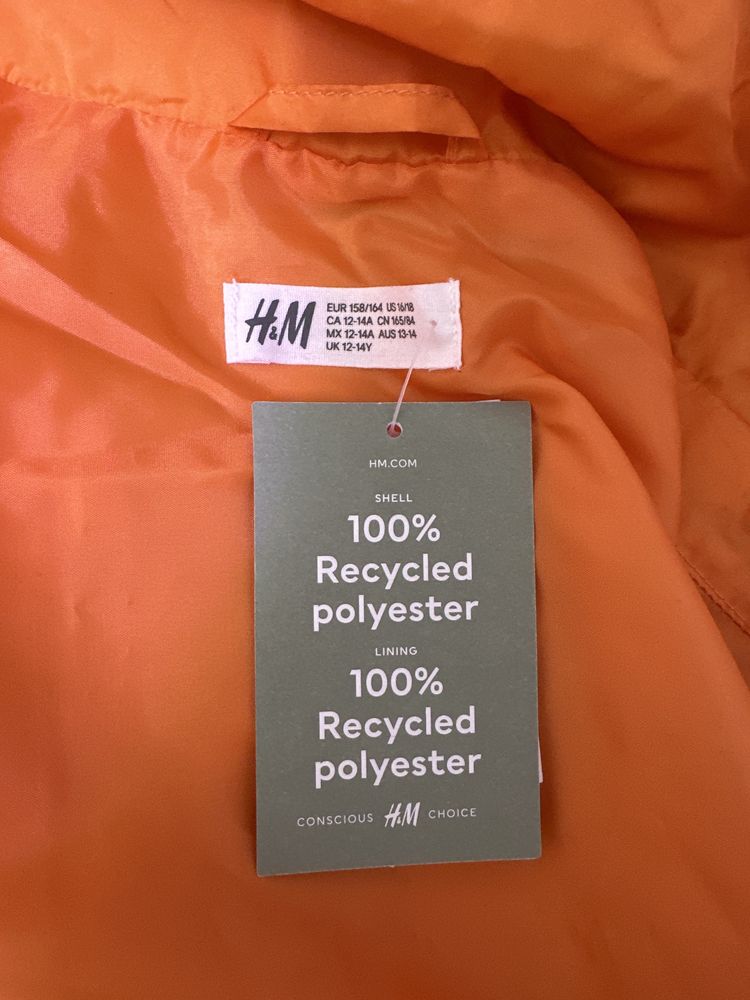 H&M
EUR 158/164 US 16/18
CA 12-14A CN 165/84
MX 12-14A AUS 13-14
UK 12-14Y
HM.COM
SHELL
100%
Recycled
polyester
LINING
100%
Recycled
polyester
CONSCIOUS H&M CHOICE